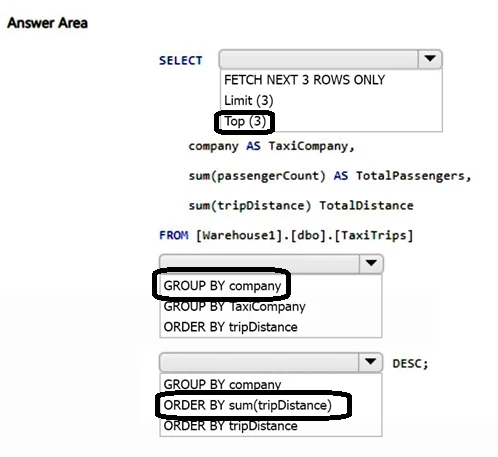 Answer Area
SELECT
FETCH NEXT 3 ROWS ONLY
Limit (3)
Top (3)
company AS TaxiCompany,
sum(passengerCount) AS TotalPassengers,
sum(tripDistance) TotalDistance
FROM [Warehouse1].[dbo].[TaxiTrips]
GROUP BY company
GROUP BY TaxiCompany
ORDER BY tripDistance
DESC;
GROUP BY company
ORDER BY sum(tripDistance)
ORDER BY tripDistance